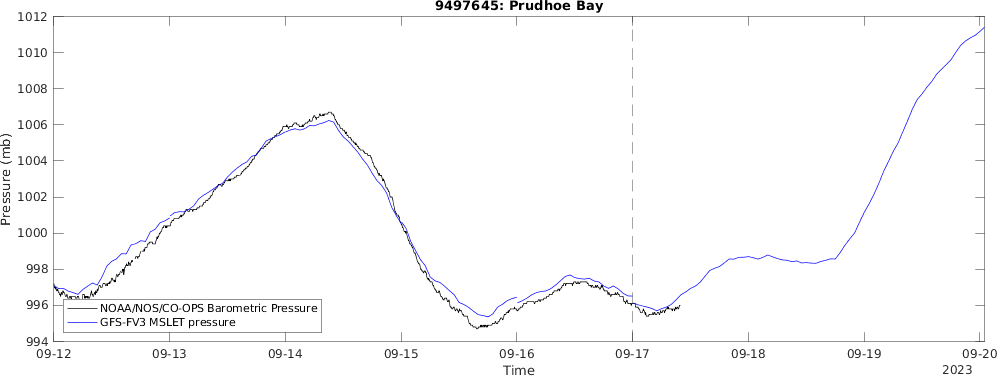 9497645: Prudhoe Bay
1012
1010
1008
1006
1004
1002
1000
998
996
994
Pressure (mb)
NOAA/NOS/CO-OPS Barometric Pressure
GFS-FV3 MSLET pressure
09-12 09-13 09-14 09-15 09-16 09-17 09-18 09-19 09-20
Time
2023